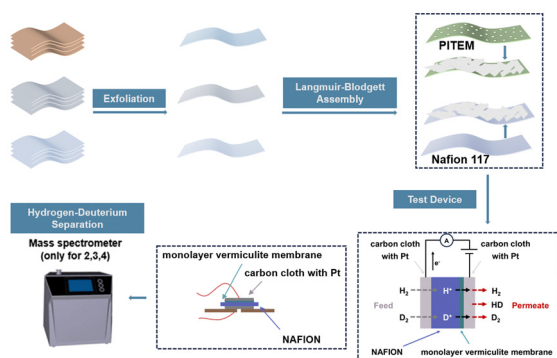 PITEM
Exfoliation
Langmuir-Blodgett
Assembly
Nafion 117
Test Device
Hydrogen-Deuterium
Separation
Mass spectrometer
(only for 2,3,4)
monolayer vermiculite membrane
carbon cloth with Pt
NAFION
carbon cloth
with Pt
A
carbon cloth
with Pt
e-
H₂
H⁺
H₂
Feed
HD
Permeate
D₂
D⁺
D₂
NAFION
monolayer vermiculite membrane